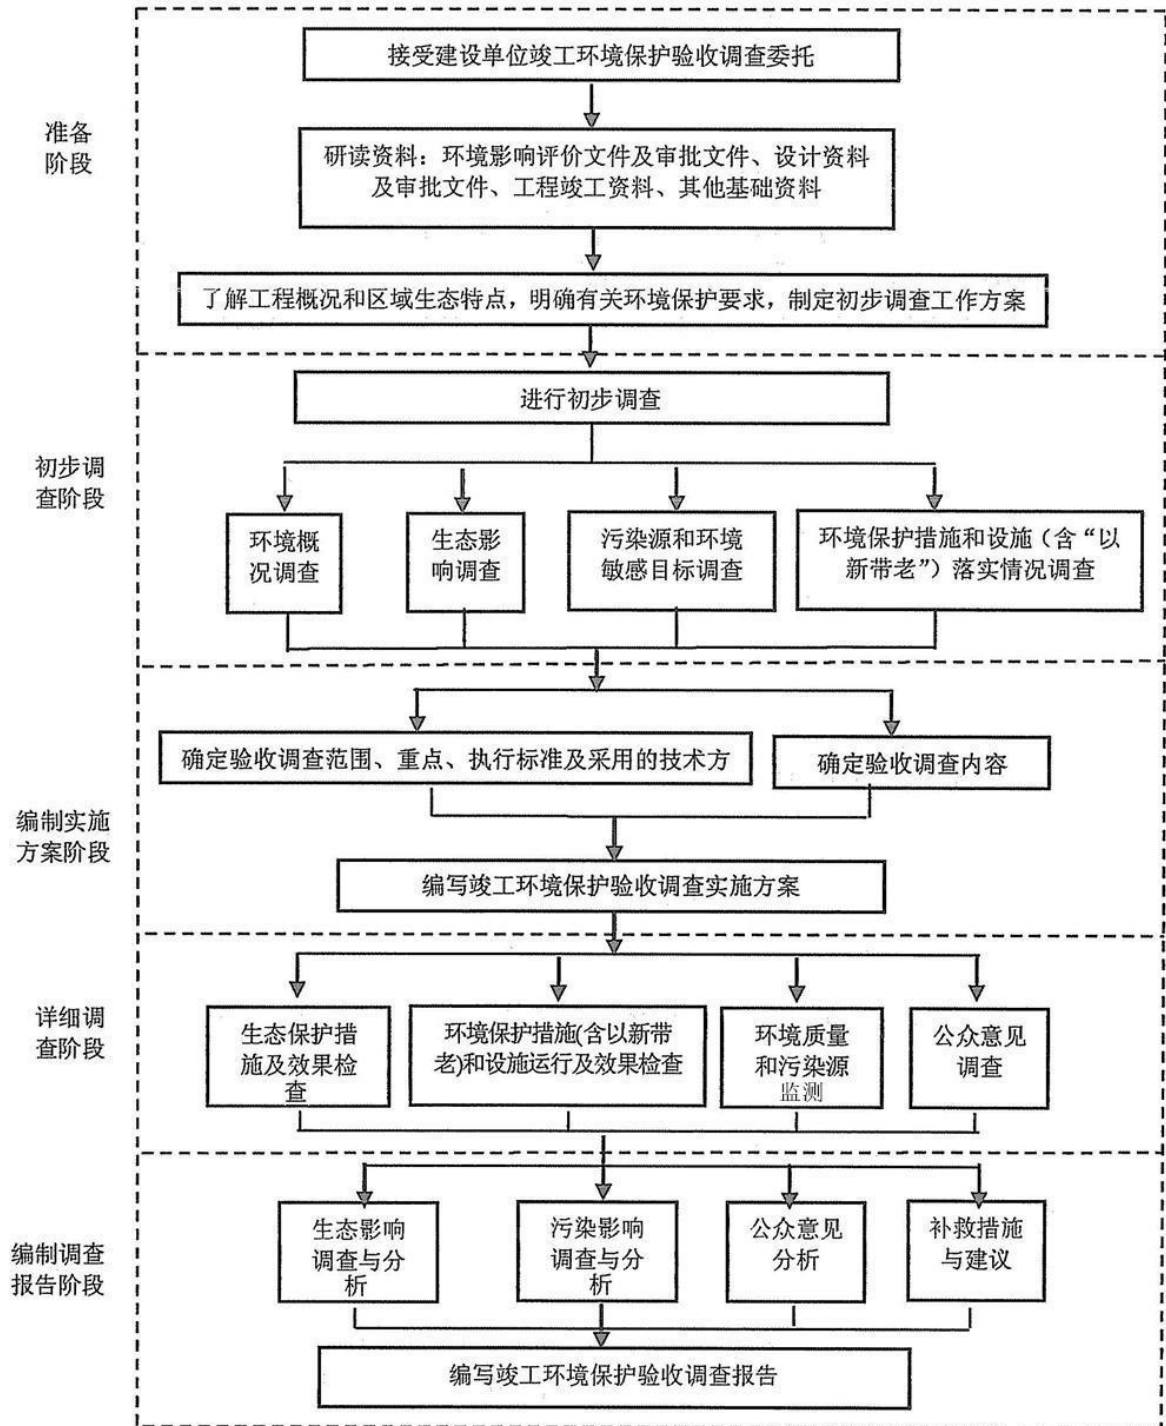 接受建设单位竣工环境保护验收调查委托
准备
阶段
研读资料：环境影响评价文件及审批文件、设计资料
及审批文件、工程竣工资料、其他基础资料
了解工程概况和区域生态特点，明确有关环境保护要求，制定初步调查工作方案
进行初步调查
初步调
查阶段
环境概
况调查
生态影
响调查
污染源和环境
敏感目标调查
环境保护措施和设施（含“以
新带老”）落实情况调查
确定验收调查范围、重点、执行标准及采用的技术方
确定验收调查内容
编制实施
方案阶段
编写竣工环境保护验收调查实施方案
详细调
查阶段
生态保护措
施及效果检
查
环境保护措施(含以新带
老)和设施运行及效果检查
环境质量
和污染源
监测
公众意见
调查
编制调查
报告阶段
生态影响
调查与分
析
污染影响
调查与分
析
公众意见
分析
补救措施
与建议
编写竣工环境保护验收调查报告